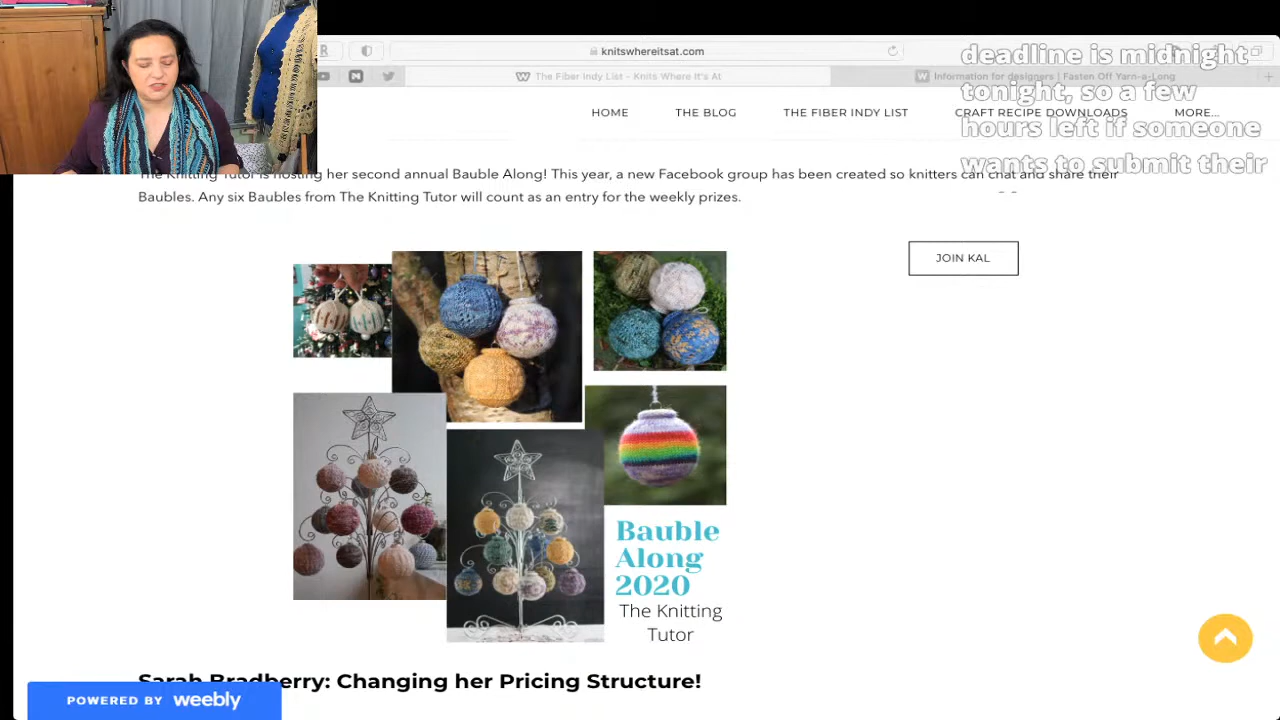 knitswhereitsat.com
The Fiber Indy List - Knits Where It's At
Information for designers | Fasten Off Yarn-a-Long
deadline is midnight
tonight, so a few
hours left if someone
wants to submit their
HOME THE BLOG THE FIBER INDY LIST CRAFT RECIPE DOWNLOADS MORE...
The Knitting Tutor is hosting her second annual Bauble Along! This year, a new Facebook group has been created so knitters can chat and share their
Baubles. Any six Baubles from The Knitting Tutor will count as an entry for the weekly prizes.
JOIN KAL
Bauble
Along
2020
The Knitting
Tutor
Sarah Bradberry: Changing her Pricing Structure!
POWERED BY weebly